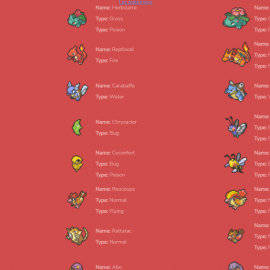 Name: Herbizarre
Type: Grass
Type: Poison
Name:
Type:
Type:
Name: Reptincel
Type: Fire
Name:
Type:
Type:
Name: Carabaffe
Type: Water
Name:
Type:
Name: Chrysacier
Type: Bug
Name:
Type:
Type:
Name: Coconfort
Type: Bug
Type: Poison
Name:
Type:
Type:
Name: Roucoups
Type: Normal
Type: Flying
Name:
Type:
Type:
Name: Rattatac
Type: Normal
Name:
Type:
Type:
Name: Abo
Name: